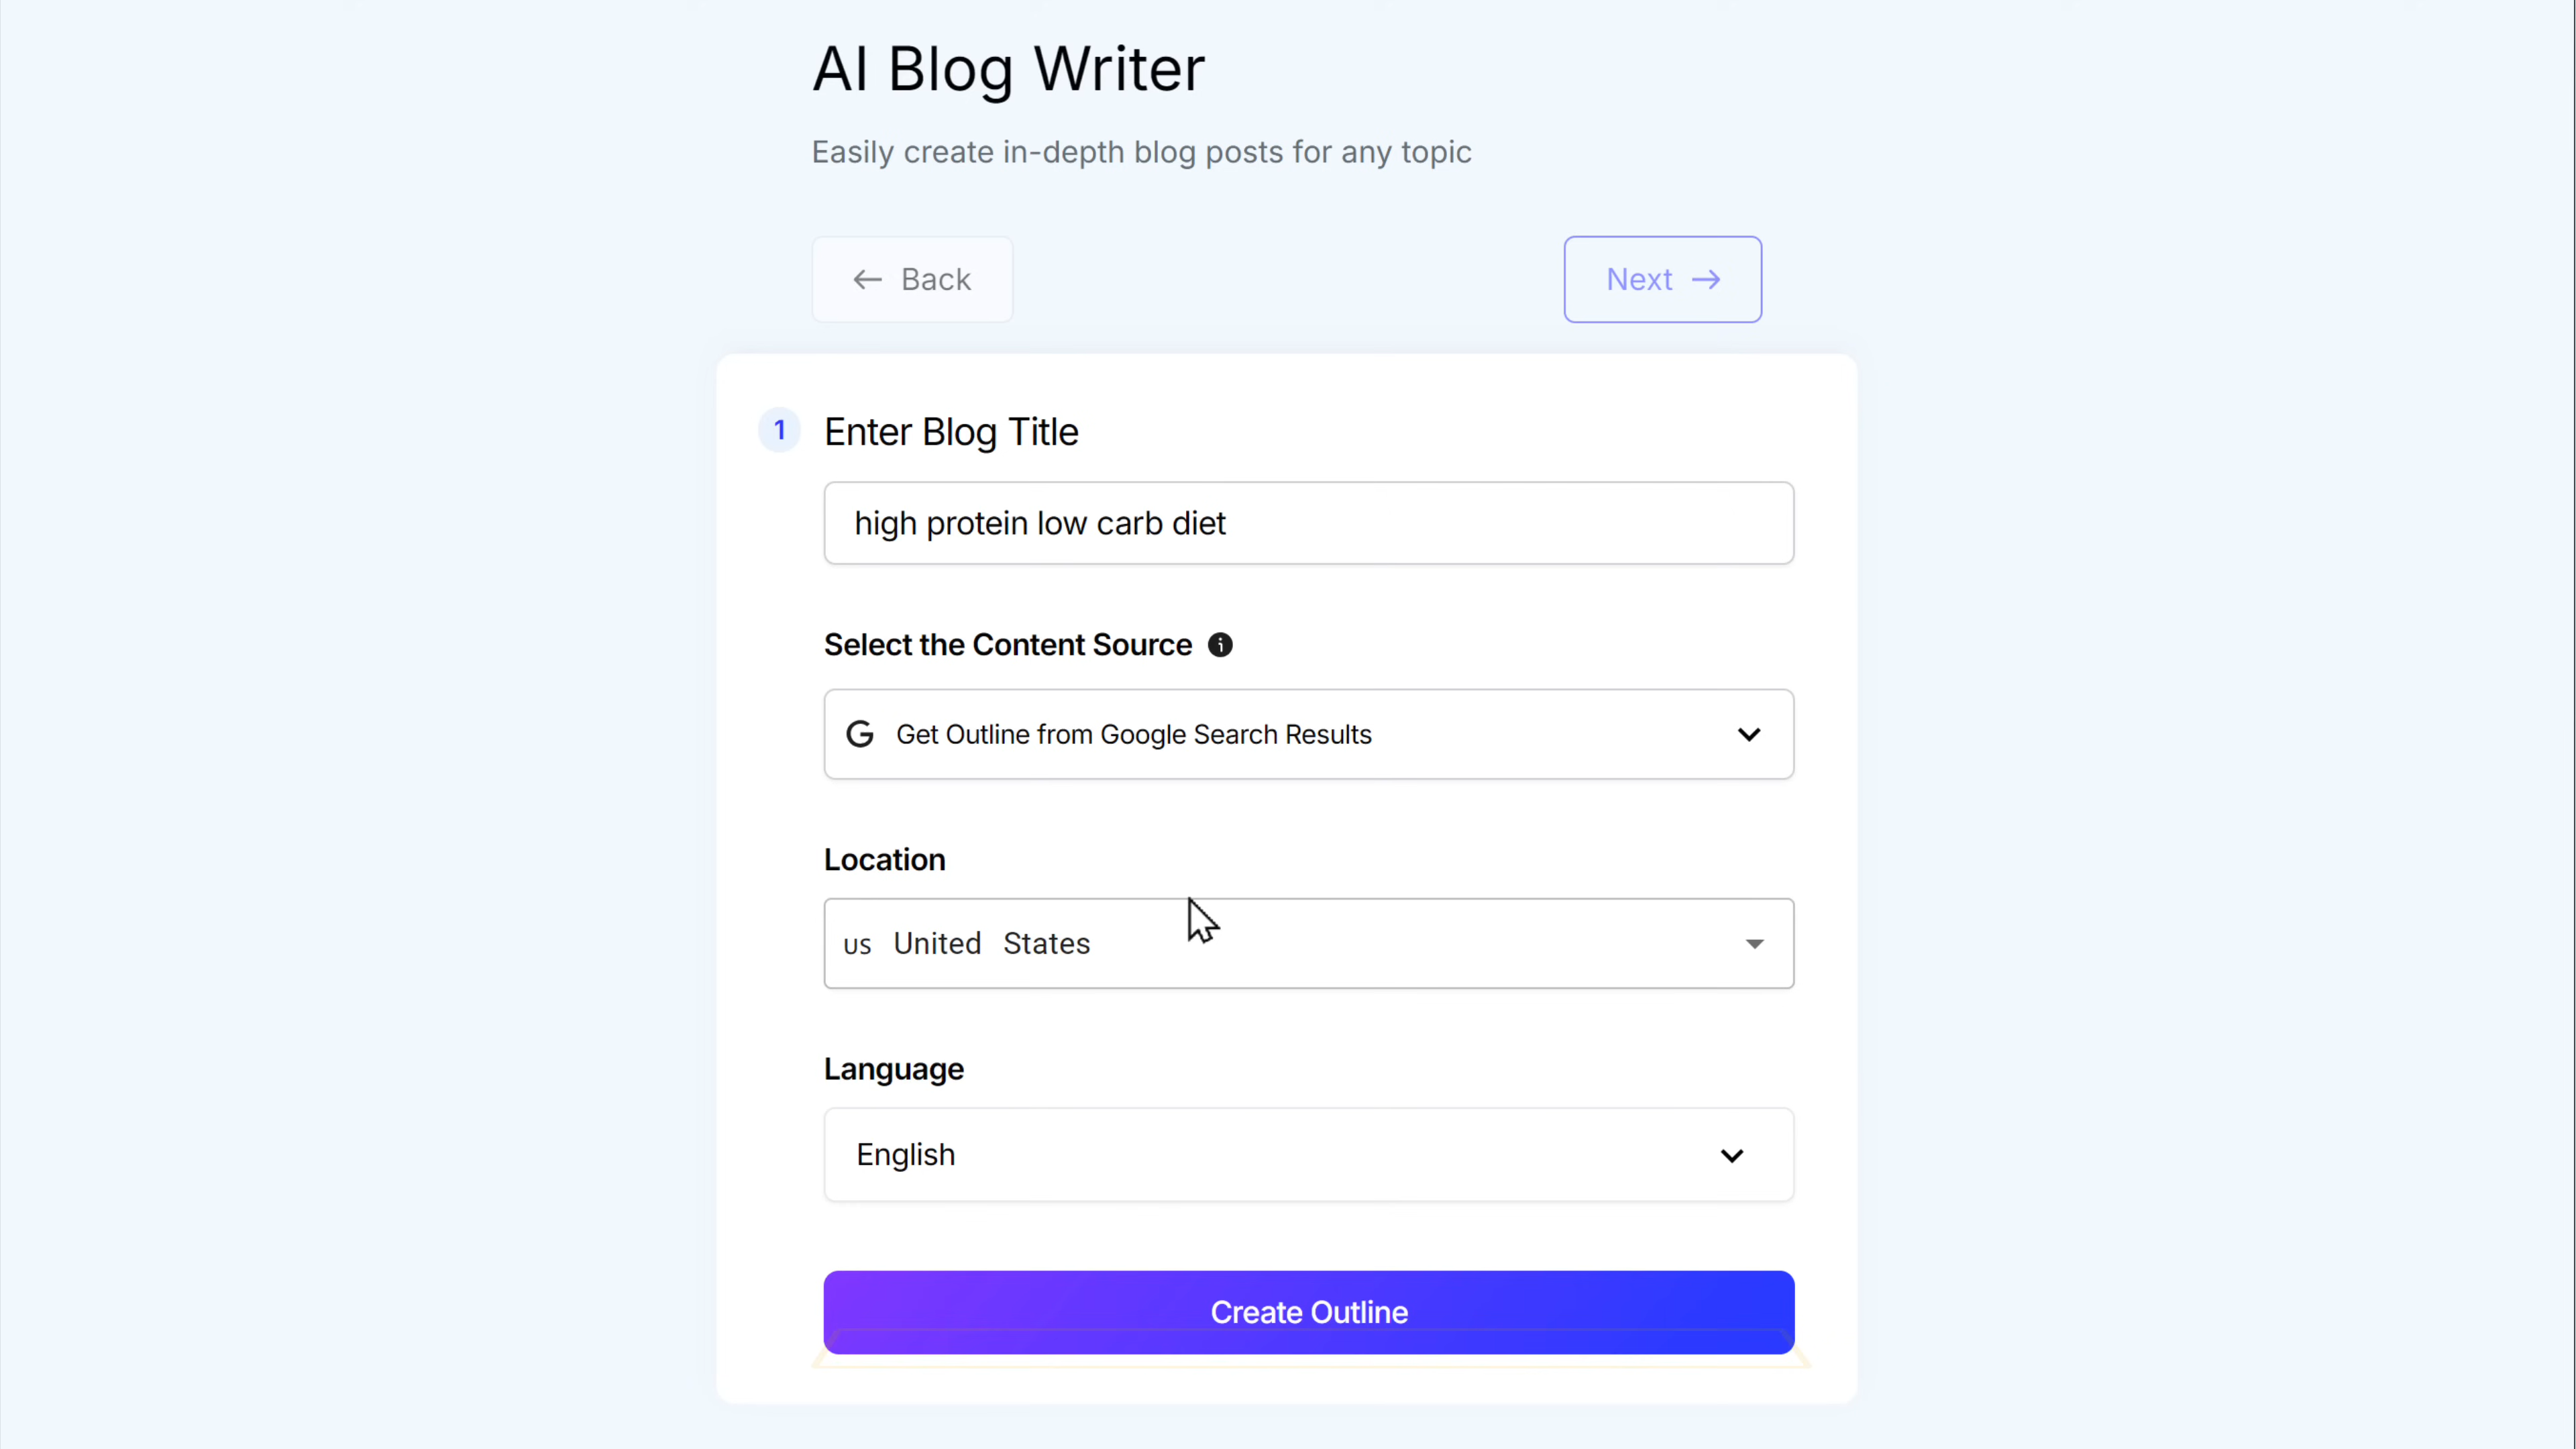 AI Blog Writer
Easily create in-depth blog posts for any topic
← Back
Next →
1 Enter Blog Title
high protein low carb diet
Select the Content Source i
G Get Outline from Google Search Results
Location
US United States
Language
English
Create Outline